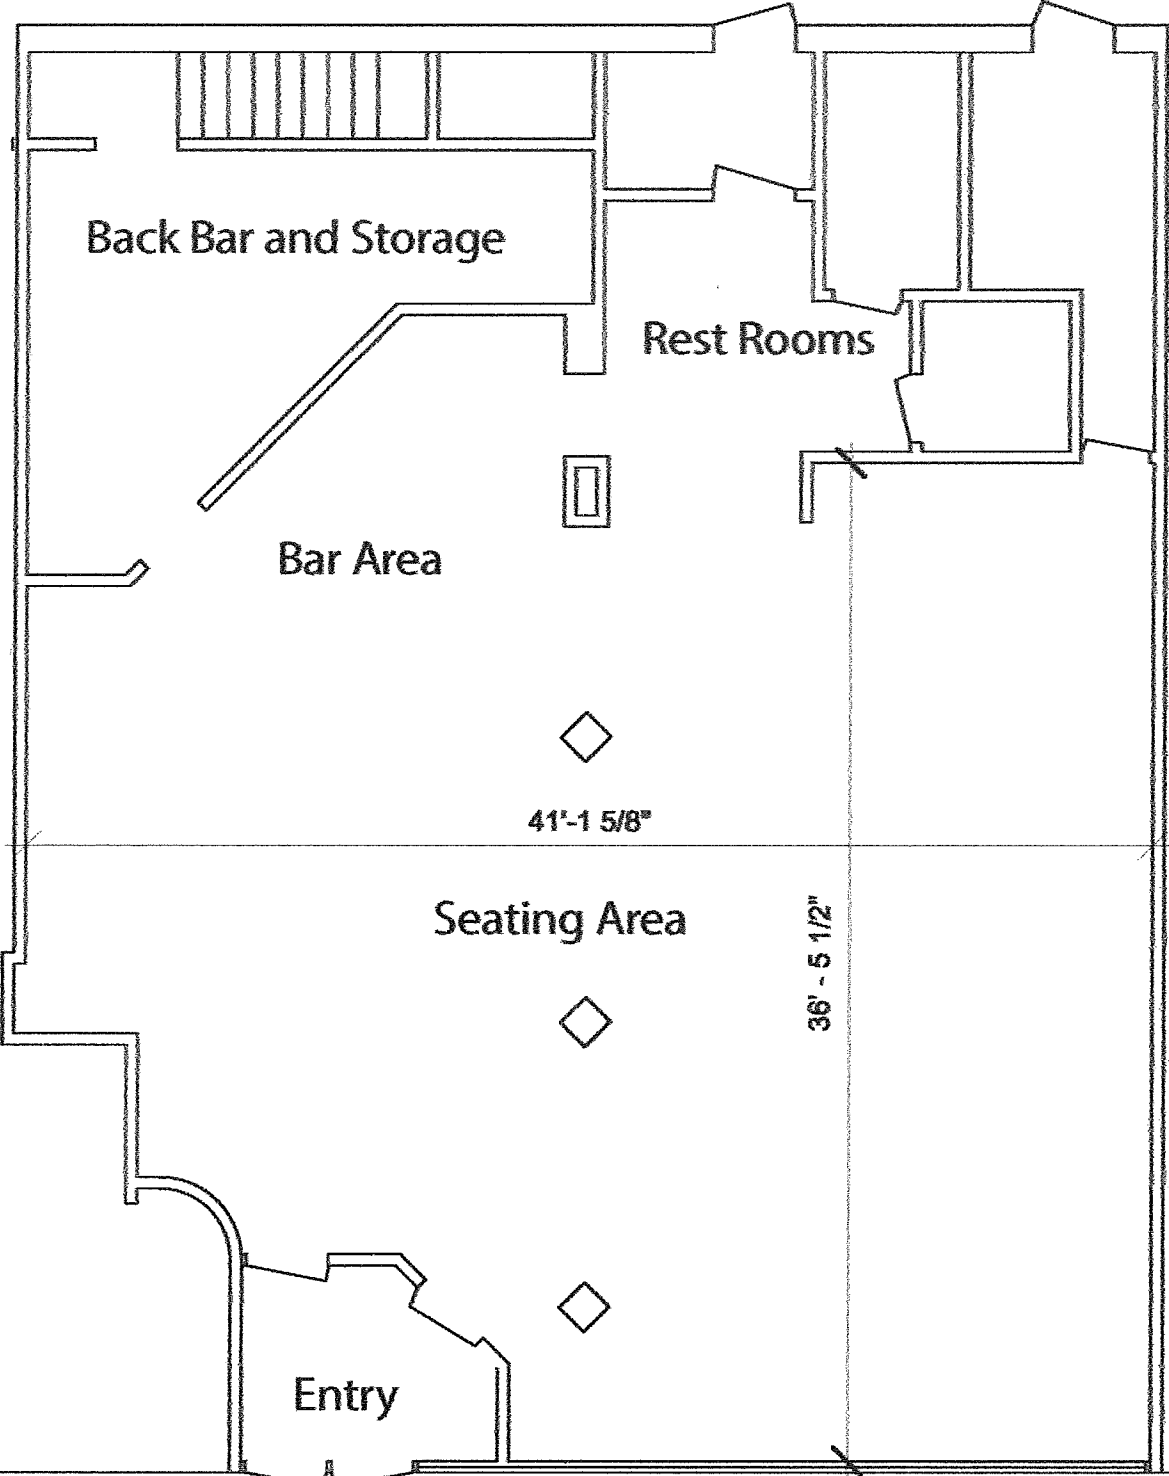 Back Bar and Storage
Rest Rooms
Bar Area
41'-1 5/8"
Seating Area
36' - 5 1/2"
Entry